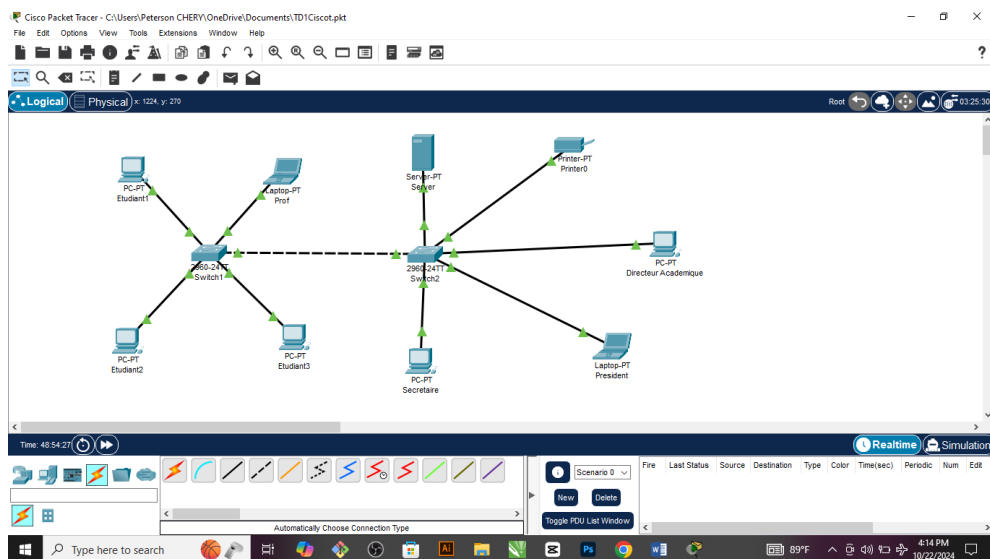 Cisco Packet Tracer - C:\Users\Peterson CHERY\OneDrive\Documents\TD1Ciscot.pkt
File Edit Options View Tools Extensions Window Help
?
Logical Physical x: 1224, y: 270 Root 03:25:30
PC-PT
Etudiant1
Laptop-PT
Prof
Server-PT
Server
Printer-PT
Printer0
2960-24TT
Switch1
2960-24TT
Switch2
PC-PT
Directeur Academique
PC-PT
Etudiant2
PC-PT
Etudiant3
PC-PT
Secretaire
Laptop-PT
President
Time: 48:54:27 Realtime Simulation
Scenario 0
Fire Last Status Source Destination Type Color Time(sec) Periodic Num Edit
New Delete
Toggle PDU List Window
Automatically Choose Connection Type
Type here to search
Ai
Ps
89°F
4:14 PM
10/22/2024